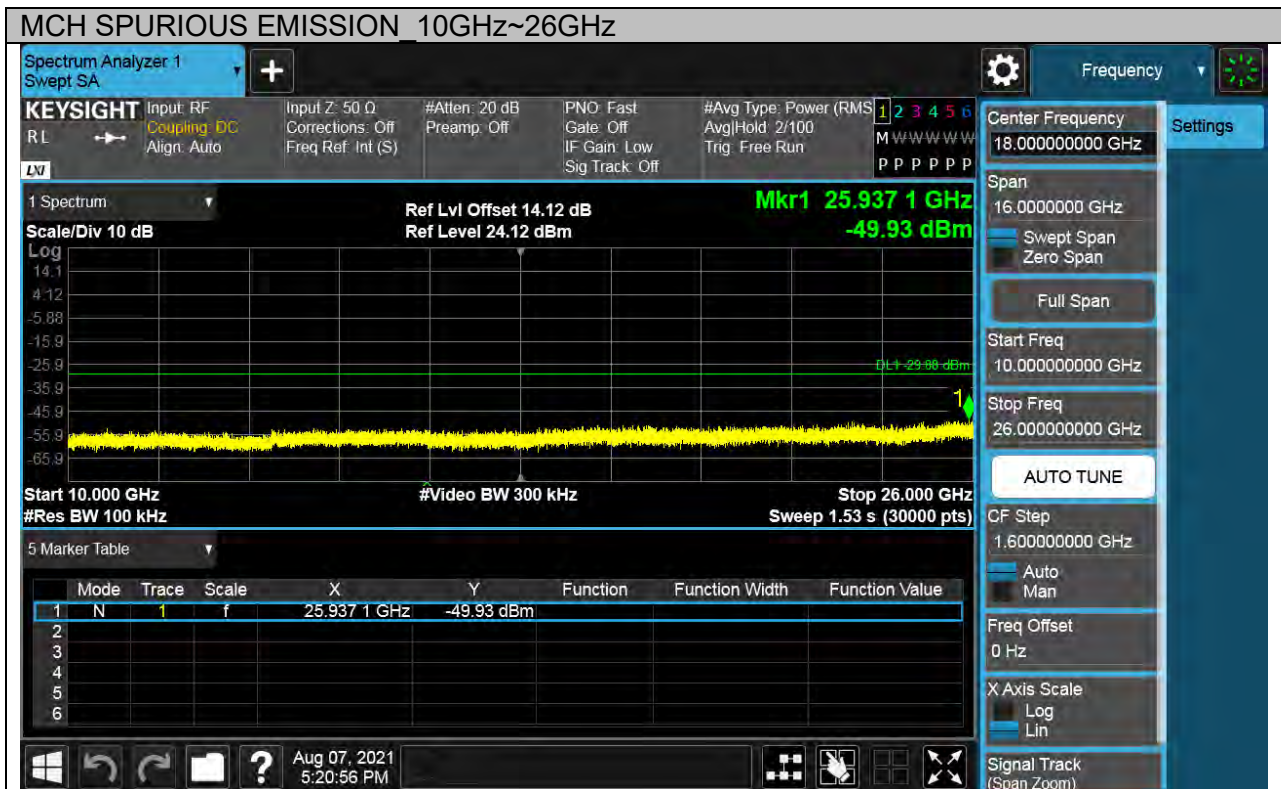 MCH SPURIOUS EMISSION_10GHz~26GHz
Spectrum Analyzer 1
Swept SA
+
Frequency
KEYSIGHT
RL
LXI
Input: RF
Coupling: DC
Align: Auto
Input Z: 50 Ω
Corrections: Off
Freq Ref: Int (S)
#Atten: 20 dB
Preamp: Off
PNO: Fast
Gate: Off
IF Gain: Low
Sig Track: Off
#Avg Type: Power (RMS
Avg|Hold: 2/100
Trig: Free Run
1 2 3 4 5 6
M W W W W W
P P P P P P
1 Spectrum
Scale/Div 10 dB
Ref Lvl Offset 14.12 dB
Ref Level 24.12 dBm
Mkr1 25.937 1 GHz
-49.93 dBm
Log
14.1
4.12
-5.88
-15.9
-25.9
-35.9
-45.9
-55.9
-65.9
DL1 -29.88 dBm
1
Start 10.000 GHz
#Res BW 100 kHz
#Video BW 300 kHz
Stop 26.000 GHz
Sweep 1.53 s (30000 pts)
5 Marker Table
Mode Trace Scale X Y Function Function Width Function Value
1 N 1 f 25.937 1 GHz -49.93 dBm
2
3
4
5
6
?
Aug 07, 2021
5:20:56 PM
Center Frequency
18.000000000 GHz
Settings
Span
16.0000000 GHz
Swept Span
Zero Span
Full Span
Start Freq
10.000000000 GHz
Stop Freq
26.000000000 GHz
AUTO TUNE
CF Step
1.600000000 GHz
Auto
Man
Freq Offset
0 Hz
X Axis Scale
Log
Lin
Signal Track
(Span Zoom)